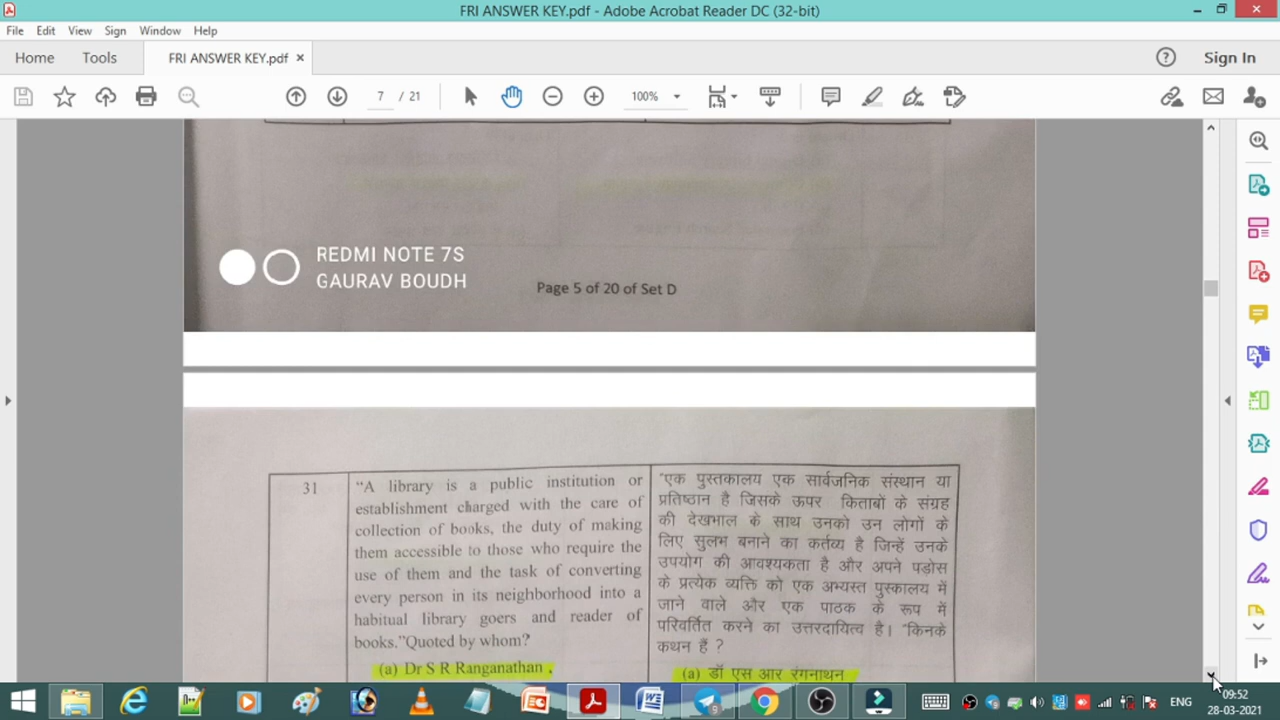 FRI ANSWER KEY.pdf - Adobe Acrobat Reader DC (32-bit)
File Edit View Sign Window Help
Home Tools FRI ANSWER KEY.pdf × Sign In
7 / 21 100%
REDMI NOTE 7S
GAURAV BOUDH
Page 5 of 20 of Set D
31
“A library is a public institution or
establishment charged with the care of
collection of books, the duty of making
them accessible to those who require the
use of them and the task of converting
every person in its neighborhood into a
habitual library goers and reader of
books.”Quoted by whom?
(a) Dr S R Ranganathan .
"एक पुस्तकालय एक सार्वजनिक संस्थान या
प्रतिष्ठान है जिसके ऊपर किताबों के संग्रह
की देखभाल के साथ उनको उन लोगों के
लिए सुलभ बनाने का कर्तव्य है जिन्हें उनके
उपयोग की आवश्यकता है और अपने पड़ोस
के प्रत्येक व्यक्ति को एक अभ्यस्त पुस्कालय में
जाने वाले और एक पाठक के रूप में
परिवर्तित करने का उत्तरदायित्व है। "किनके
कथन हैं ?
(a) डॉ एस आर रंगनाथन
ENG
09:52
28-03-2021